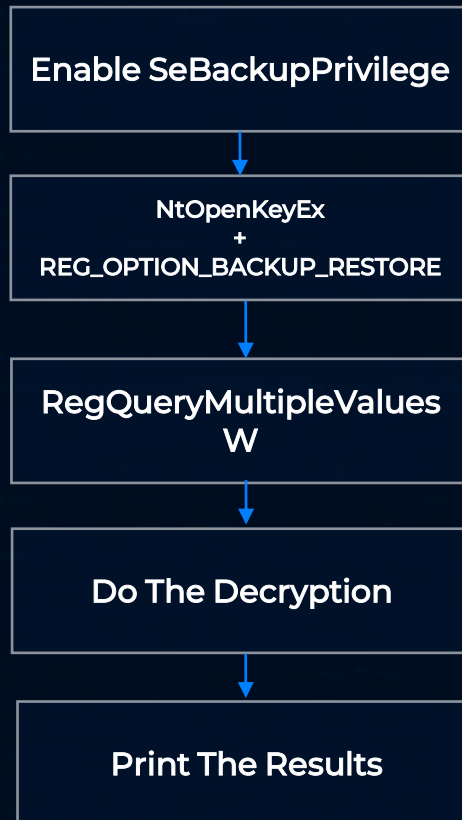 Enable SeBackupPrivilege
NtOpenKeyEx
+
REG_OPTION_BACKUP_RESTORE
RegQueryMultipleValues
W
Do The Decryption
Print The Results